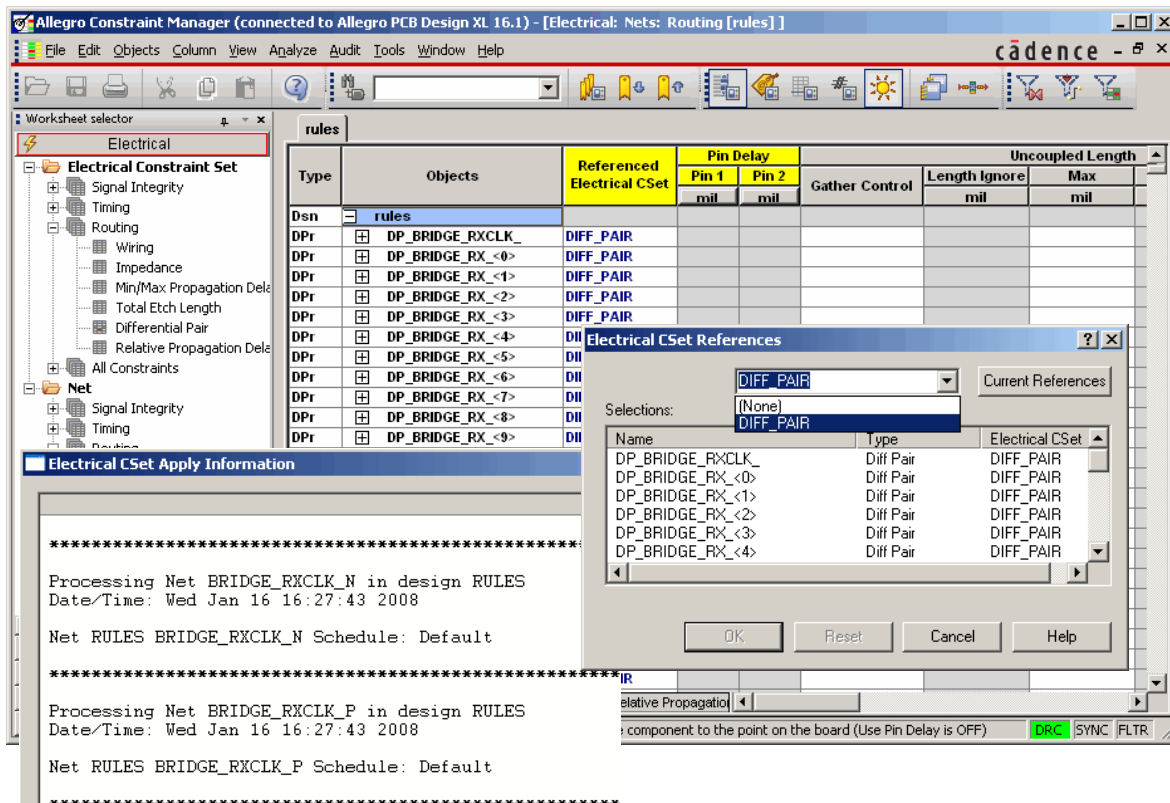 Allegro Constraint Manager (connected to Allegro PCB Design XL 16.1) - [Electrical: Nets: Routing [rules] ]
File Edit Objects Column View Analyze Audit Tools Window Help
cādence
Worksheet selector
Electrical
Electrical Constraint Set
Signal Integrity
Timing
Routing
Wiring
Impedance
Min/Max Propagation Dela
Total Etch Length
Differential Pair
Relative Propagation Dela
All Constraints
Net
Signal Integrity
Timing
Routing
rules
Type Objects Referenced Electrical CSet Pin Delay Uncoupled Length
Pin 1 Pin 2 Gather Control Length Ignore Max
mil mil mil mil
Dsn rules
DPr DP_BRIDGE_RXCLK_ DIFF_PAIR
DPr DP_BRIDGE_RX_<0> DIFF_PAIR
DPr DP_BRIDGE_RX_<1> DIFF_PAIR
DPr DP_BRIDGE_RX_<2> DIFF_PAIR
DPr DP_BRIDGE_RX_<3> DIFF_PAIR
DPr DP_BRIDGE_RX_<4>
DPr DP_BRIDGE_RX_<5>
DPr DP_BRIDGE_RX_<6>
DPr DP_BRIDGE_RX_<7>
DPr DP_BRIDGE_RX_<8>
DPr DP_BRIDGE_RX_<9>
Electrical CSet References
DIFF_PAIR
Current References
(None)
DIFF_PAIR
Selections:
Name Type Electrical CSet
DP_BRIDGE_RXCLK_ Diff Pair DIFF_PAIR
DP_BRIDGE_RX_<0> Diff Pair DIFF_PAIR
DP_BRIDGE_RX_<1> Diff Pair DIFF_PAIR
DP_BRIDGE_RX_<2> Diff Pair DIFF_PAIR
DP_BRIDGE_RX_<3> Diff Pair DIFF_PAIR
DP_BRIDGE_RX_<4> Diff Pair DIFF_PAIR
OK Reset Cancel Help
Electrical CSet Apply Information
Processing Net BRIDGE_RXCLK_N in design RULES
Date/Time: Wed Jan 16 16:27:43 2008
Net RULES BRIDGE_RXCLK_N Schedule: Default
Processing Net BRIDGE_RXCLK_P in design RULES
Date/Time: Wed Jan 16 16:27:43 2008
Net RULES BRIDGE_RXCLK_P Schedule: Default
elative Propagation
component to the point on the board (Use Pin Delay is OFF)
DRC SYNC FLTR